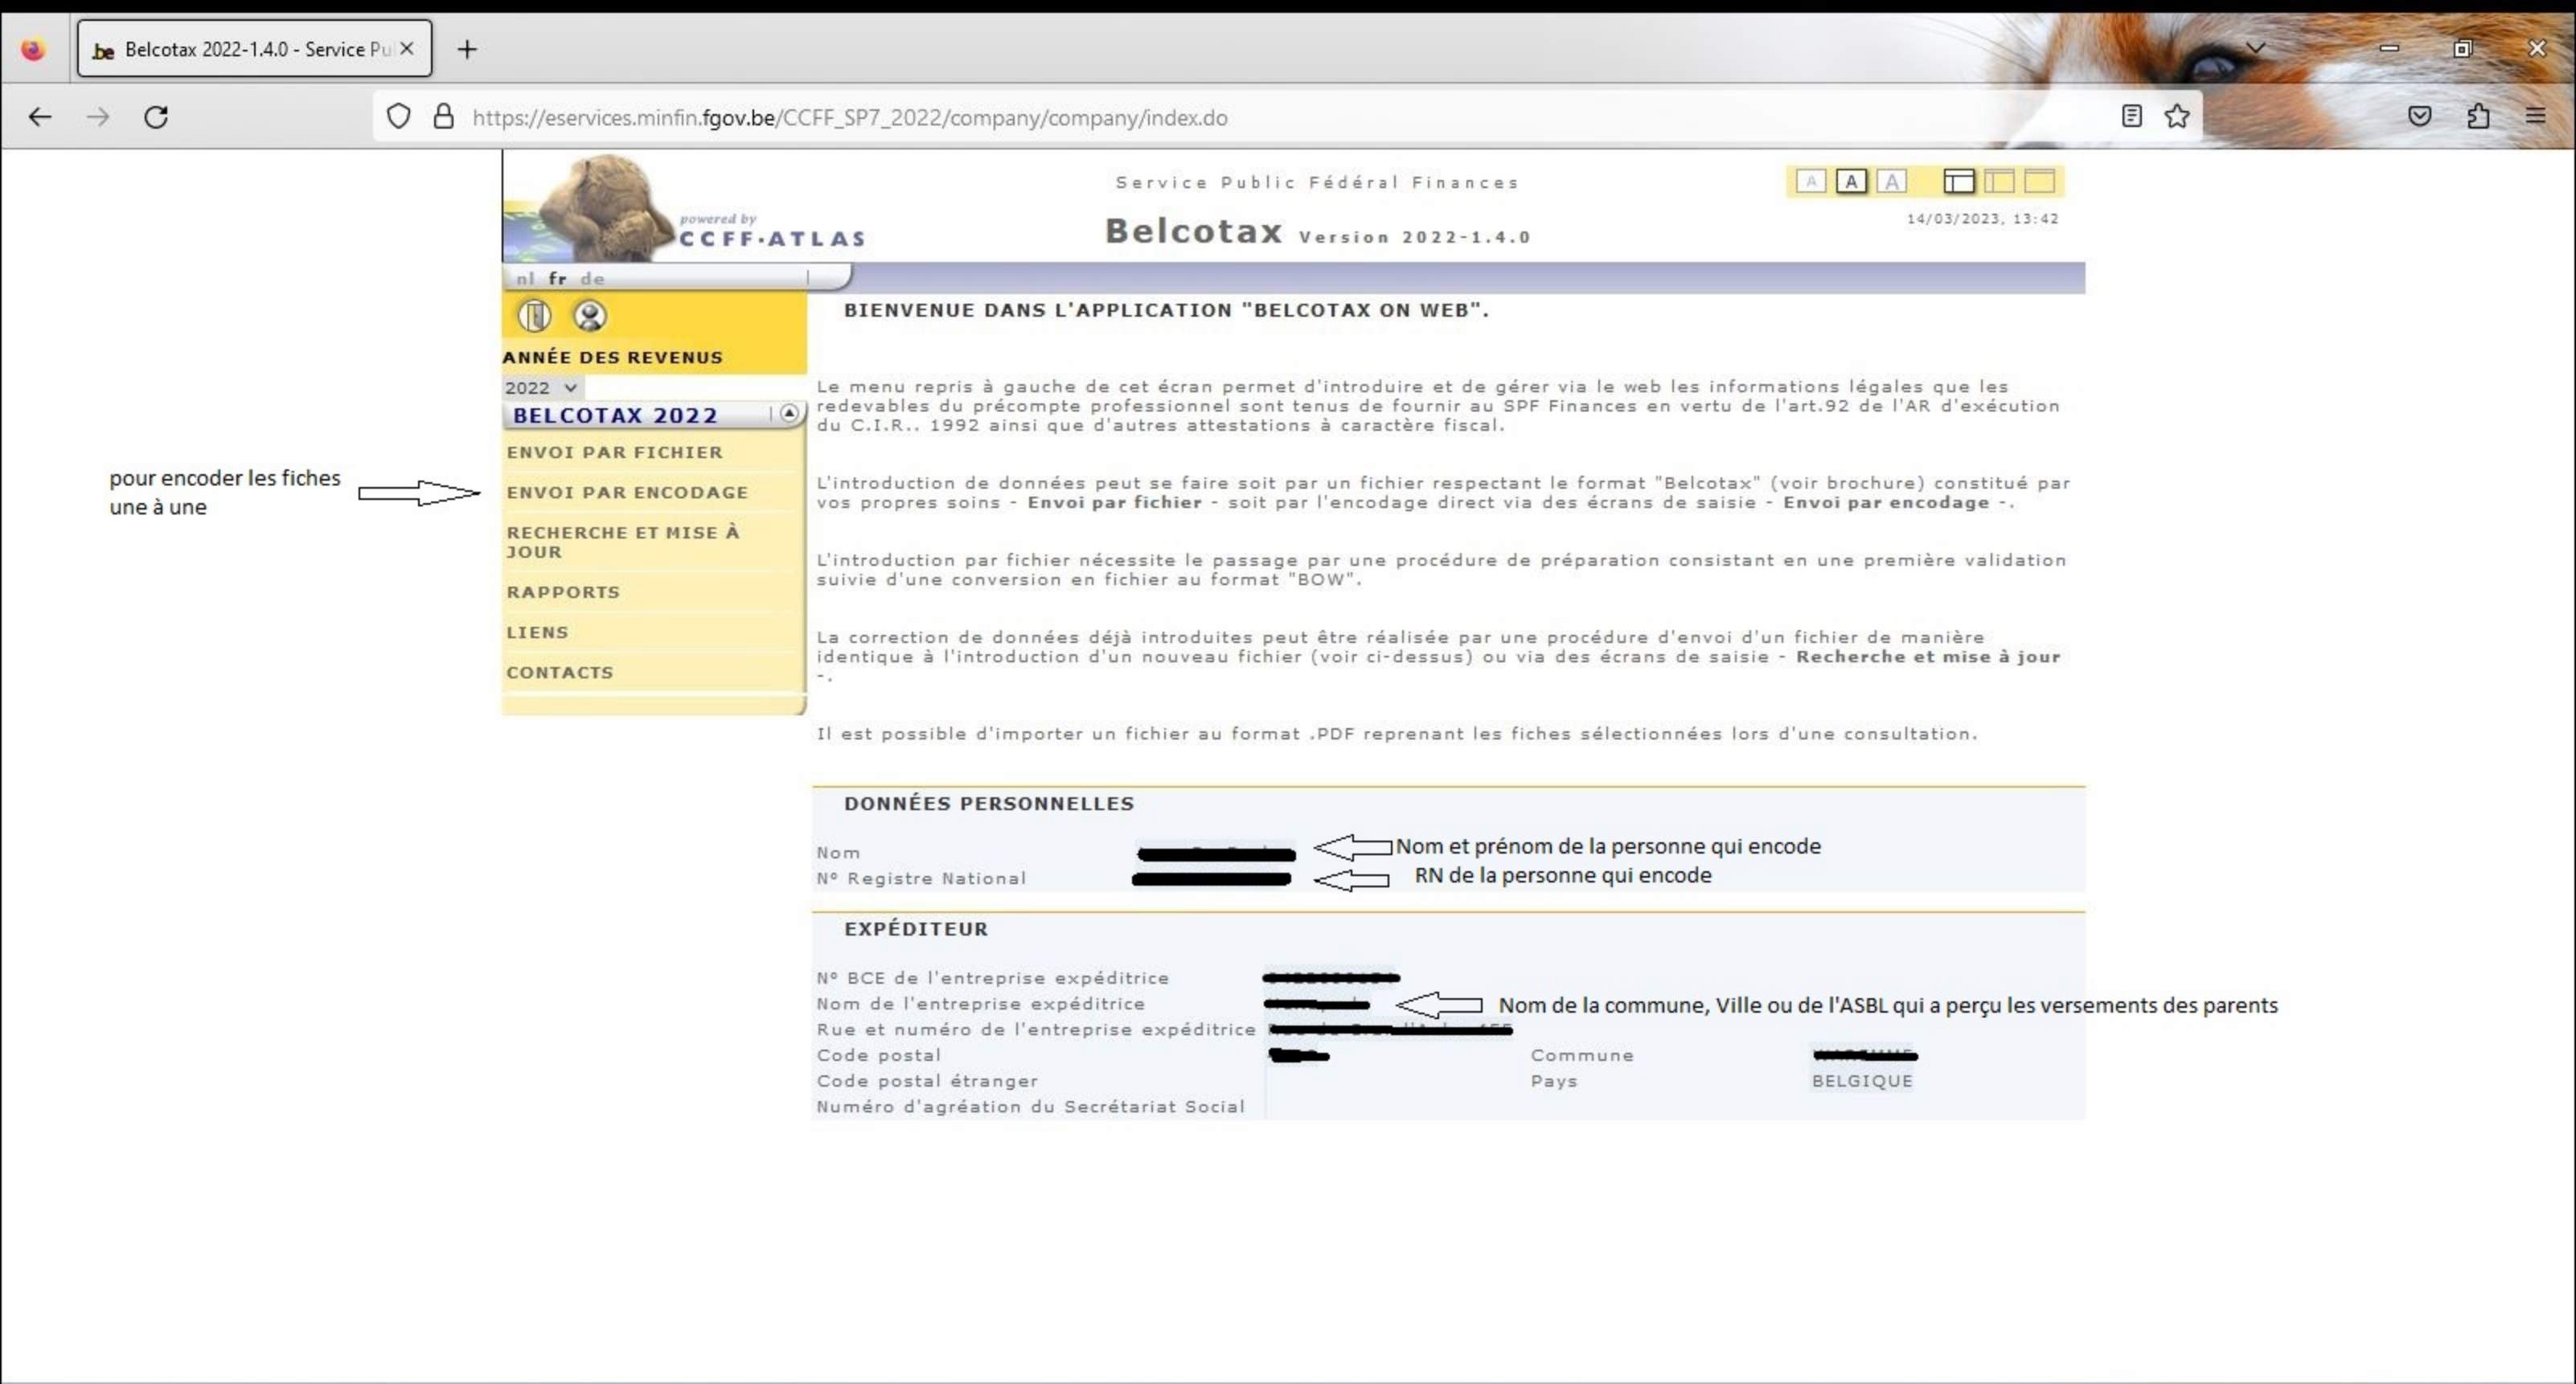 .be Belcotax 2022-1.4.0 - Service Pu
https://eservices.minfin.fgov.be/CCFF_SP7_2022/company/company/index.do
powered by
CCFF-ATLAS
Service Public Fédéral Finances
Belcotax Version 2022-1.4.0
A A A
14/03/2023, 13:42
nl fr de
ANNÉE DES REVENUS
2022
BELCOTAX 2022
ENVOI PAR FICHIER
ENVOI PAR ENCODAGE
RECHERCHE ET MISE À
JOUR
RAPPORTS
LIENS
CONTACTS
pour encoder les fiches
une à une
BIENVENUE DANS L'APPLICATION "BELCOTAX ON WEB".
Le menu repris à gauche de cet écran permet d'introduire et de gérer via le web les informations légales que les
redevables du précompte professionnel sont tenus de fournir au SPF Finances en vertu de l'art.92 de l'AR d'exécution
du C.I.R.. 1992 ainsi que d'autres attestations à caractère fiscal.
L'introduction de données peut se faire soit par un fichier respectant le format "Belcotax" (voir brochure) constitué par
vos propres soins - Envoi par fichier - soit par l'encodage direct via des écrans de saisie - Envoi par encodage -.
L'introduction par fichier nécessite le passage par une procédure de préparation consistant en une première validation
suivie d'une conversion en fichier au format "BOW".
La correction de données déjà introduites peut être réalisée par une procédure d'envoi d'un fichier de manière
identique à l'introduction d'un nouveau fichier (voir ci-dessus) ou via des écrans de saisie - Recherche et mise à jour
-.
Il est possible d'importer un fichier au format .PDF reprenant les fiches sélectionnées lors d'une consultation.
DONNÉES PERSONNELLES
Nom Nom et prénom de la personne qui encode
N° Registre National RN de la personne qui encode
EXPÉDITEUR
N° BCE de l'entreprise expéditrice
Nom de l'entreprise expéditrice Nom de la commune, Ville ou de l'ASBL qui a perçu les versements des parents
Rue et numéro de l'entreprise expéditrice
Code postal Commune
Code postal étranger Pays BELGIQUE
Numéro d'agréation du Secrétariat Social